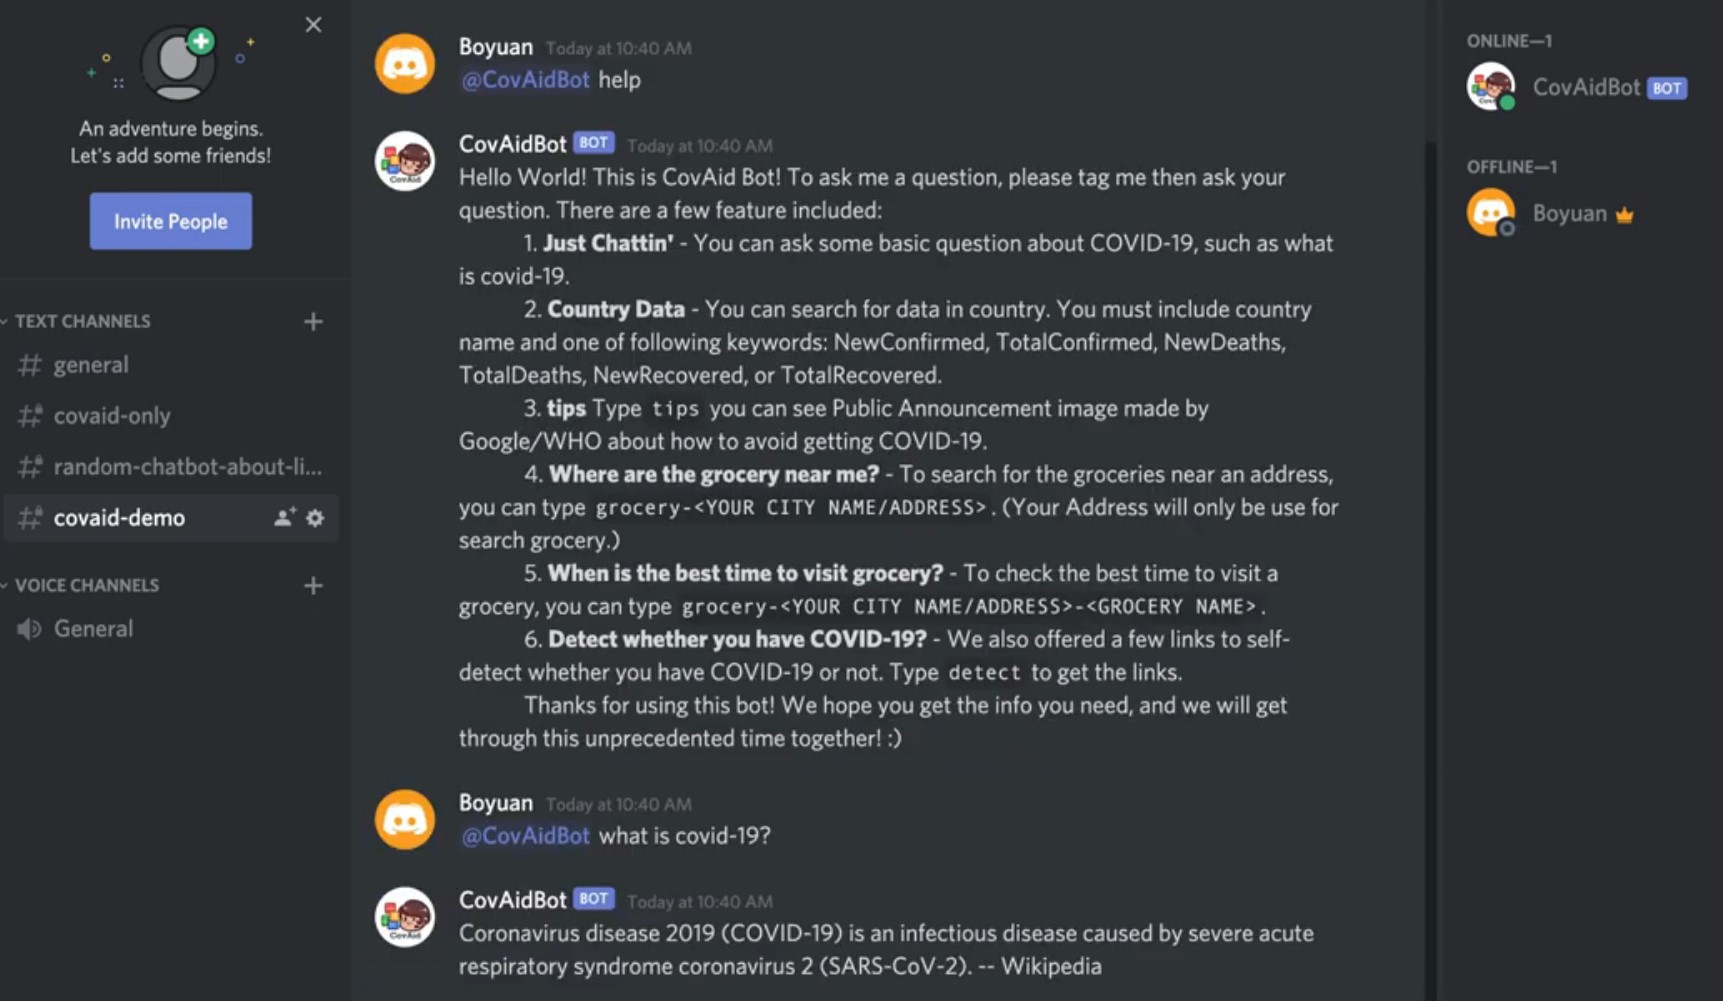 An adventure begins.
Let's add some friends!
Invite People
TEXT CHANNELS
general
covaid-only
random-chatbot-about-li...
covaid-demo
VOICE CHANNELS
General
Boyuan Today at 10:40 AM
@CovAidBot help
CovAidBot BOT Today at 10:40 AM
Hello World! This is CovAid Bot! To ask me a question, please tag me then ask your
question. There are a few feature included:
1. Just Chattin' - You can ask some basic question about COVID-19, such as what
is covid-19.
2. Country Data - You can search for data in country. You must include country
name and one of following keywords: NewConfirmed, TotalConfirmed, NewDeaths,
TotalDeaths, NewRecovered, or TotalRecovered.
3. tips Type tips you can see Public Announcement image made by
Google/WHO about how to avoid getting COVID-19.
4. Where are the grocery near me? - To search for the groceries near an address,
you can type grocery-<YOUR CITY NAME/ADDRESS>. (Your Address will only be use for
search grocery.)
5. When is the best time to visit grocery? - To check the best time to visit a
grocery, you can type grocery-<YOUR CITY NAME/ADDRESS>-<GROCERY NAME>.
6. Detect whether you have COVID-19? - We also offered a few links to self-
detect whether you have COVID-19 or not. Type detect to get the links.
Thanks for using this bot! We hope you get the info you need, and we will get
through this unprecedented time together! :)
Boyuan Today at 10:40 AM
@CovAidBot what is covid-19?
CovAidBot BOT Today at 10:40 AM
Coronavirus disease 2019 (COVID-19) is an infectious disease caused by severe acute
respiratory syndrome coronavirus 2 (SARS-CoV-2). -- Wikipedia
ONLINE—1
CovAidBot BOT
OFFLINE—1
Boyuan